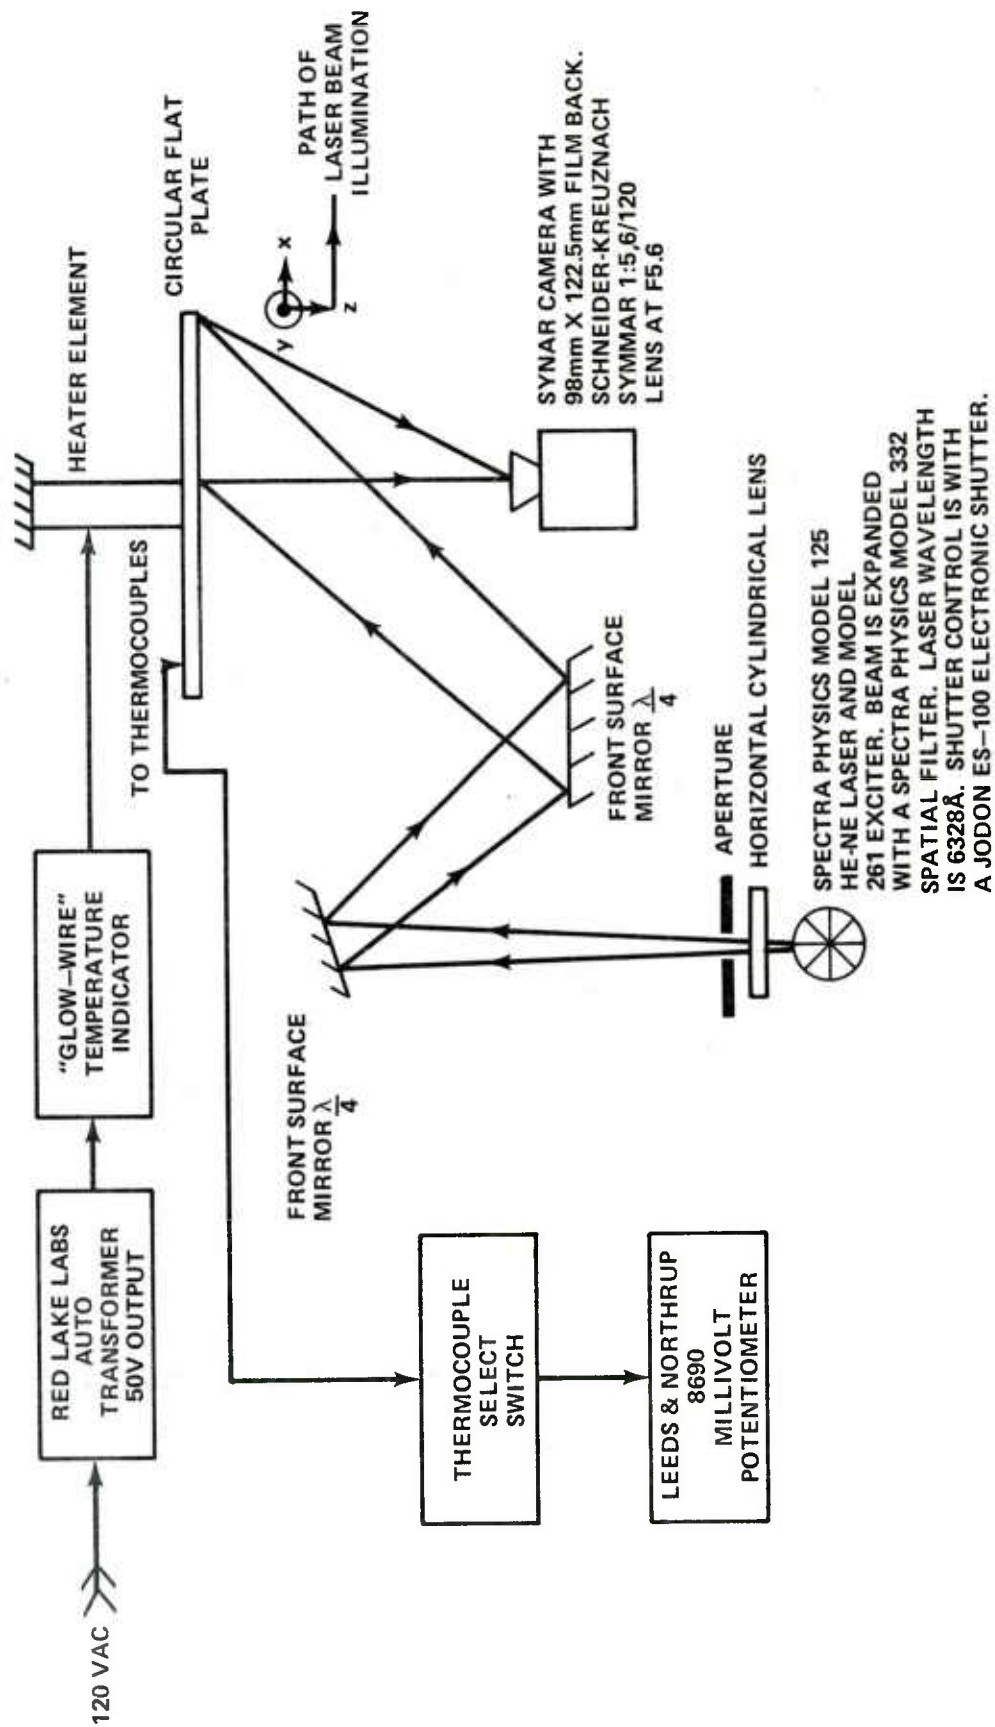 120 VAC
RED LAKE LABS
AUTO
TRANSFORMER
50V OUTPUT
"GLOW–WIRE"
TEMPERATURE
INDICATOR
HEATER ELEMENT
TO THERMOCOUPLES
CIRCULAR FLAT
PLATE
x
y
z
PATH OF
LASER BEAM
ILLUMINATION
FRONT SURFACE
MIRROR λ/4
FRONT SURFACE
MIRROR λ/4
SYNAR CAMERA WITH
98mm X 122.5mm FILM BACK.
SCHNEIDER-KREUZNACH
SYMMAR 1:5,6/120
LENS AT F5.6
THERMOCOUPLE
SELECT
SWITCH
LEEDS & NORTHRUP
8690
MILLIVOLT
POTENTIOMETER
APERTURE
HORIZONTAL CYLINDRICAL LENS
SPECTRA PHYSICS MODEL 125
HE-NE LASER AND MODEL
261 EXCITER. BEAM IS EXPANDED
WITH A SPECTRA PHYSICS MODEL 332
SPATIAL FILTER. LASER WAVELENGTH
IS 6328Å. SHUTTER CONTROL IS WITH
A JODON ES–100 ELECTRONIC SHUTTER.